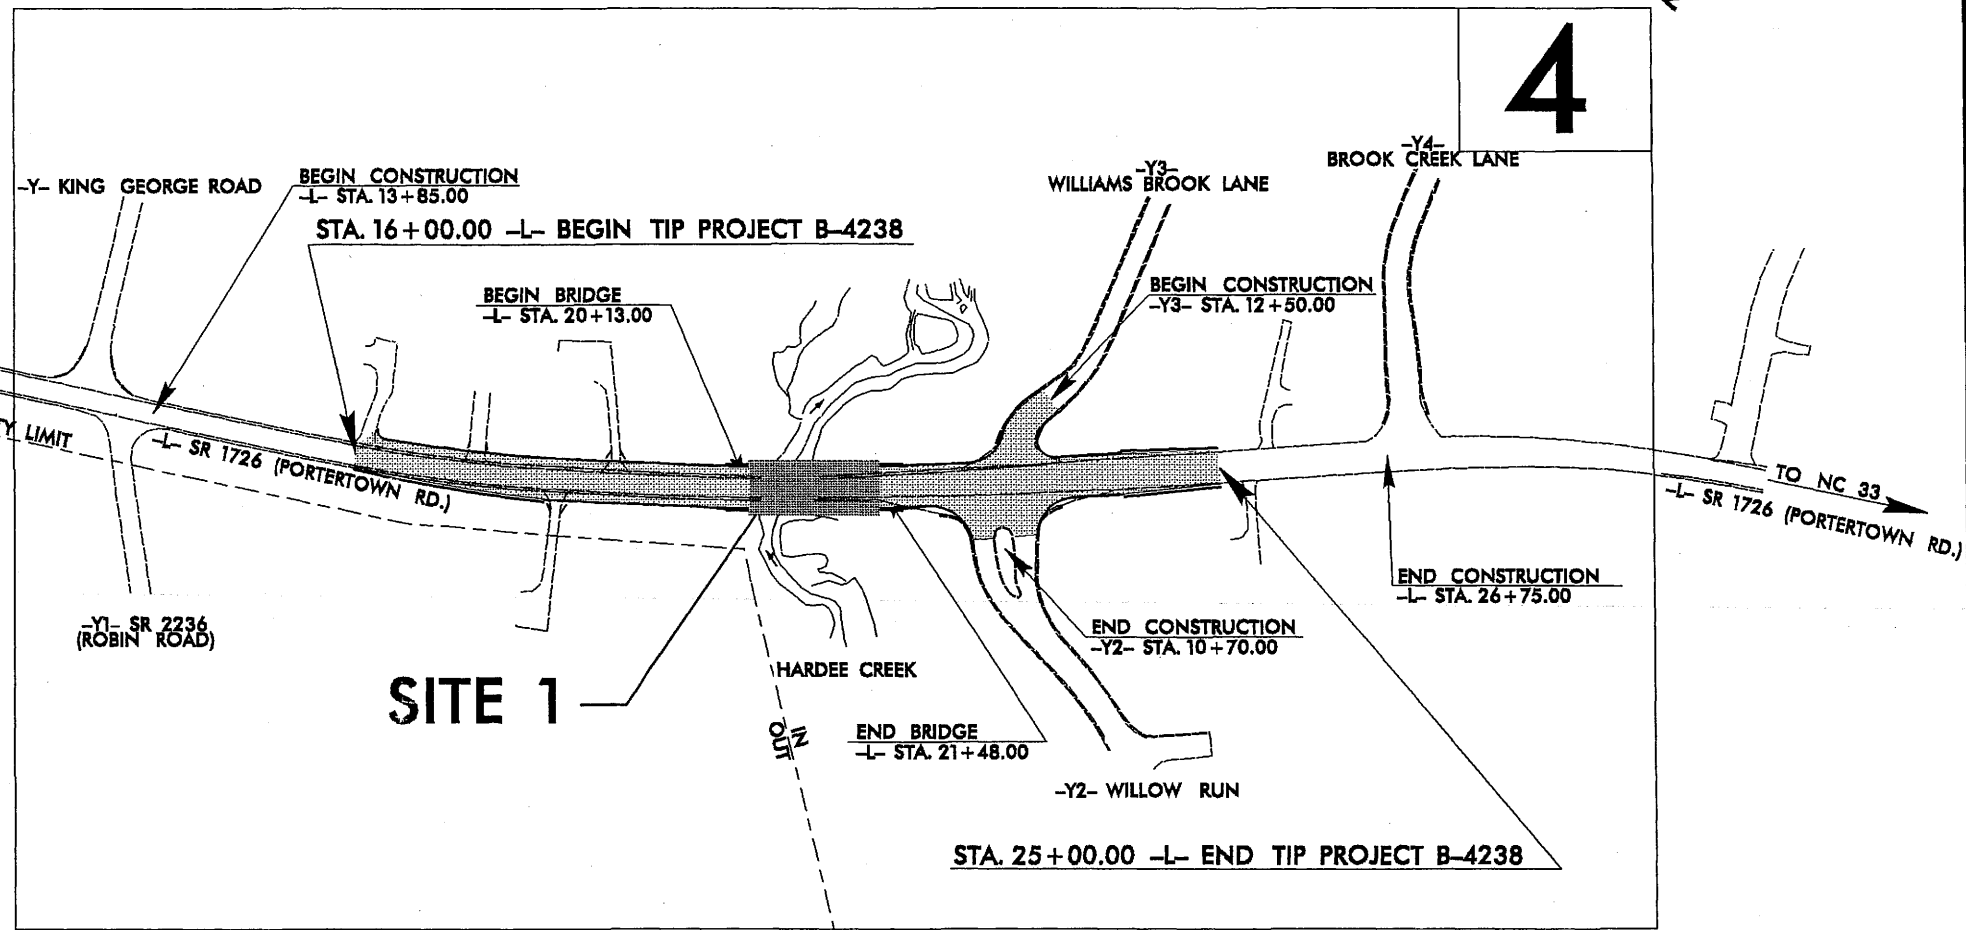 4
-Y4-
BROOK CREEK LANE
-Y3-
WILLIAMS BROOK LANE
-Y- KING GEORGE ROAD
BEGIN CONSTRUCTION
-L- STA. 13+85.00
STA. 16+00.00 -L- BEGIN TIP PROJECT B-4238
BEGIN BRIDGE
-L- STA. 20+13.00
BEGIN CONSTRUCTION
-Y3- STA. 12+50.00
LIMIT
-L- SR 1726 (PORTERTOWN RD.)
TO NC 33
-L- SR 1726 (PORTERTOWN RD.)
END CONSTRUCTION
-L- STA. 26+75.00
-Y1- SR 2236
(ROBIN ROAD)
END CONSTRUCTION
-Y2- STA. 10+70.00
HARDEE CREEK
SITE 1
IN
OUT
END BRIDGE
-L- STA. 21+48.00
-Y2- WILLOW RUN
STA. 25+00.00 -L- END TIP PROJECT B-4238